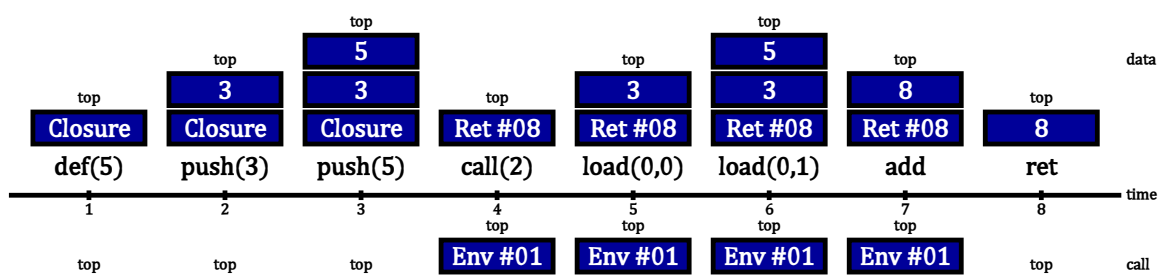 top top
top 5 5 top data
top 3 3 top 3 3 8 top
Closure Closure Closure Ret #08 Ret #08 Ret #08 Ret #08 8
def(5) push(3) push(5) call(2) load(0,0) load(0,1) add ret
time
1 2 3 4 5 6 7 8
top top top top
Env #01 Env #01 Env #01 Env #01
top top top top call